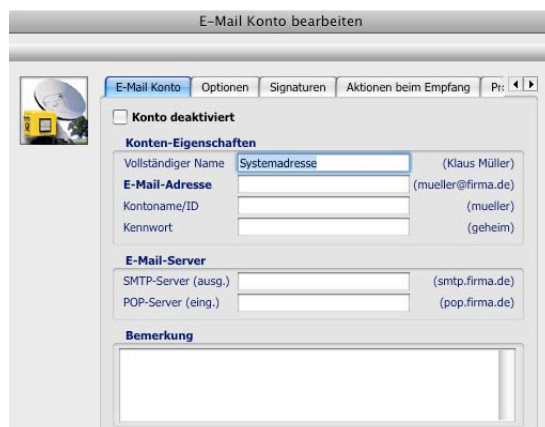 E-Mail Konto bearbeiten
E-Mail Konto Optionen Signaturen Aktionen beim Empfang
Konto deaktiviert
Konten-Eigenschaften
Vollständiger Name Systemadresse (Klaus Müller)
E-Mail-Adresse (mueller@firma.de)
Kontoname/ID (mueller)
Kennwort (geheim)
E-Mail-Server
SMTP-Server (ausg.) (smtp.firma.de)
POP-Server (eing.) (pop.firma.de)
Bemerkung